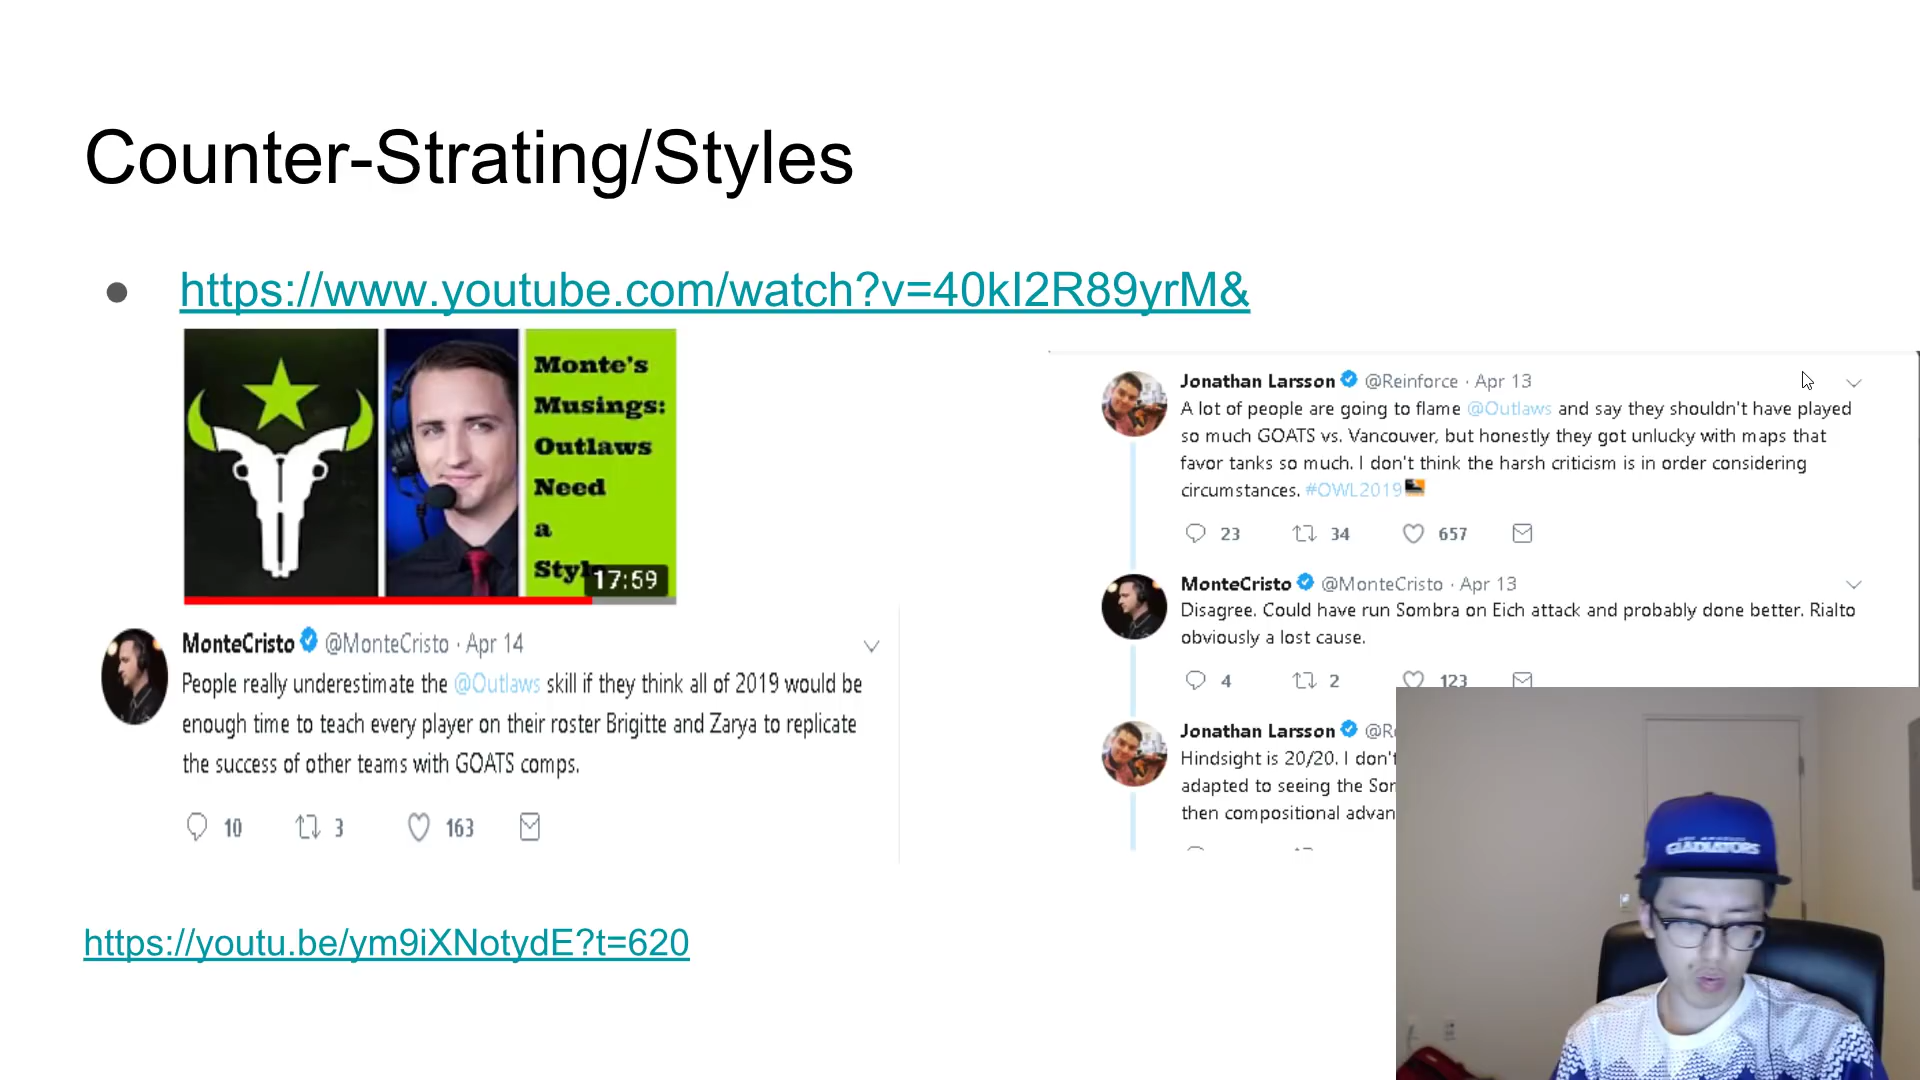 Counter-Strating/Styles
https://www.youtube.com/watch?v=40kI2R89yrM&
Monte's
Musings:
Outlaws
Need
a
Style
17:59
MonteCristo @MonteCristo · Apr 14
People really underestimate the @Outlaws skill if they think all of 2019 would be
enough time to teach every player on their roster Brigitte and Zarya to replicate
the success of other teams with GOATS comps.
10 3 163
https://youtu.be/ym9iXNotydE?t=620
Jonathan Larsson @Reinforce · Apr 13
A lot of people are going to flame @Outlaws and say they shouldn't have played
so much GOATS vs. Vancouver, but honestly they got unlucky with maps that
favor tanks so much. I don't think the harsh criticism is in order considering
circumstances. #OWL2019
23 34 657
MonteCristo @MonteCristo · Apr 13
Disagree. Could have run Sombra on Eich attack and probably done better. Rialto
obviously a lost cause.
4 2 123
Jonathan Larsson @Re
Hindsight is 20/20. I don't
adapted to seeing the Som
then compositional advan
LOS ANGELES
GLADIATORS